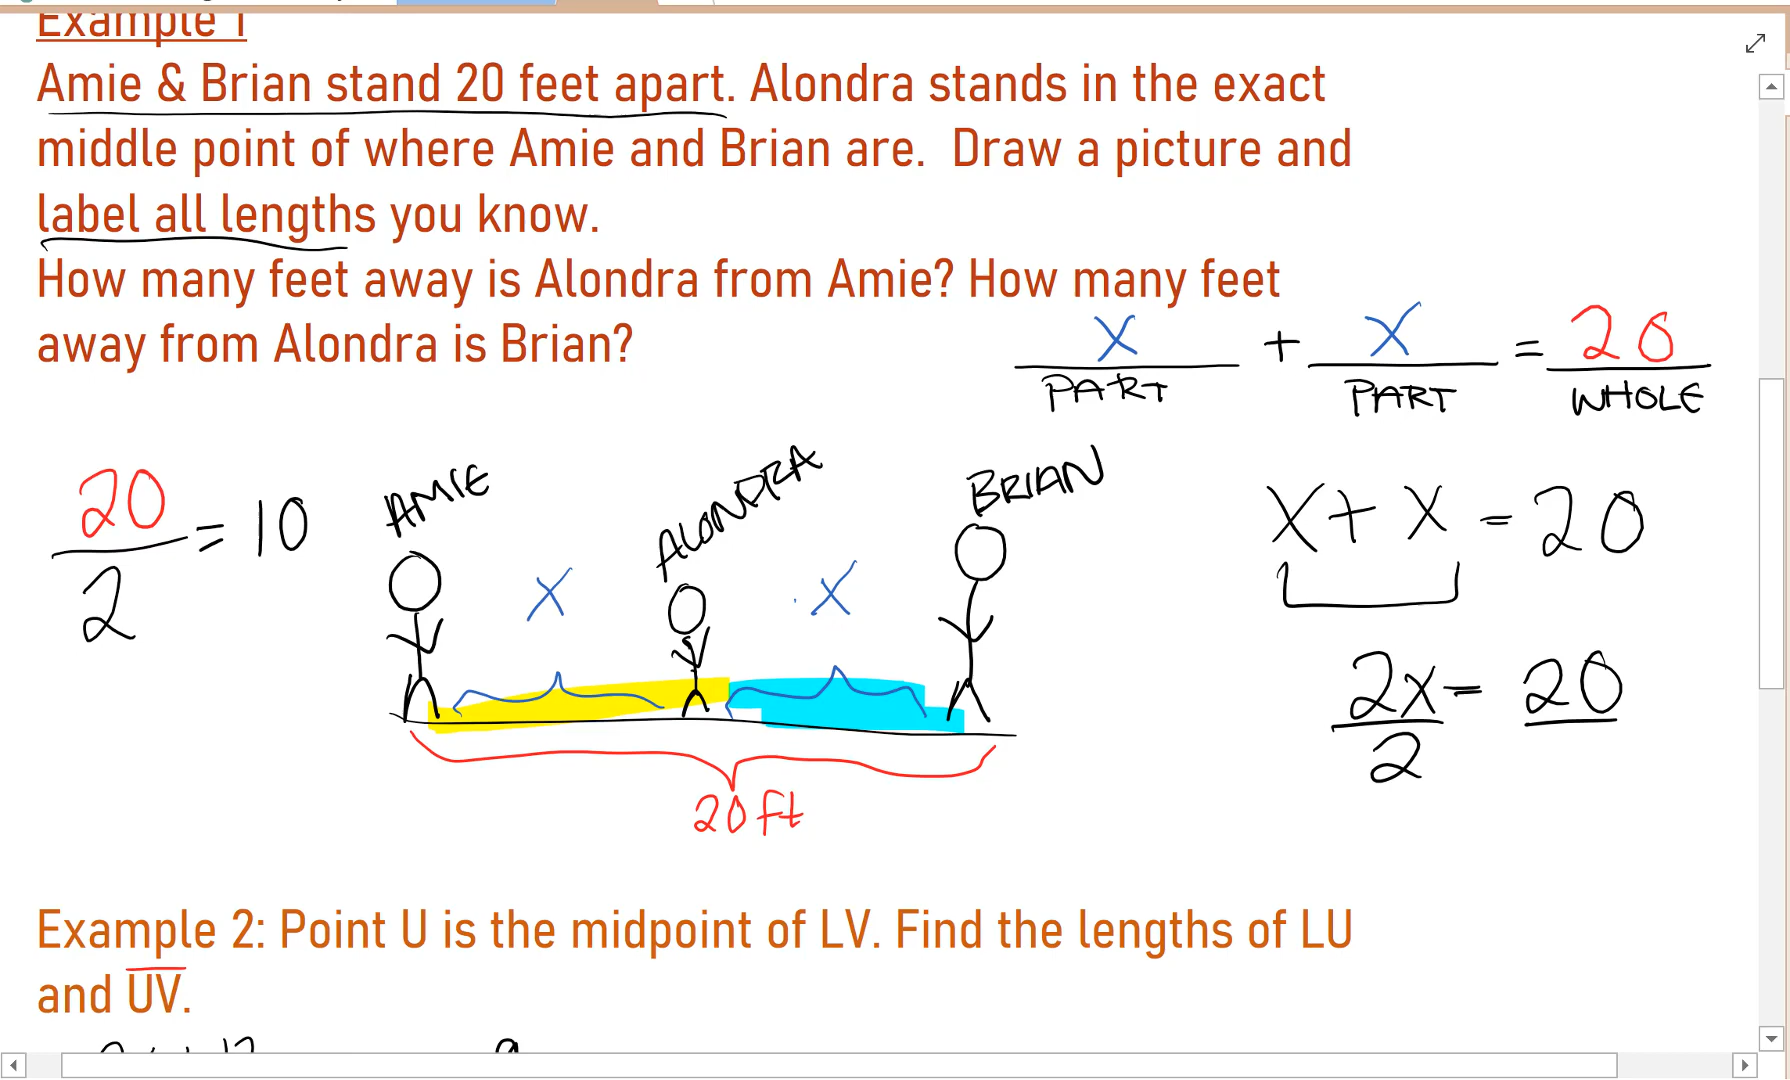 Example 1
Amie & Brian stand 20 feet apart. Alondra stands in the exact
middle point of where Amie and Brian are. Draw a picture and
label all lengths you know.
How many feet away is Alondra from Amie? How many feet
away from Alondra is Brian?
x + x = 20
PART PART WHOLE
20/2 = 10
AMIE
ALONDRA
BRIAN
x + x = 20
x x
2x = 20
2
20 ft
Example 2: Point U is the midpoint of LV. Find the lengths of LU
and UV.